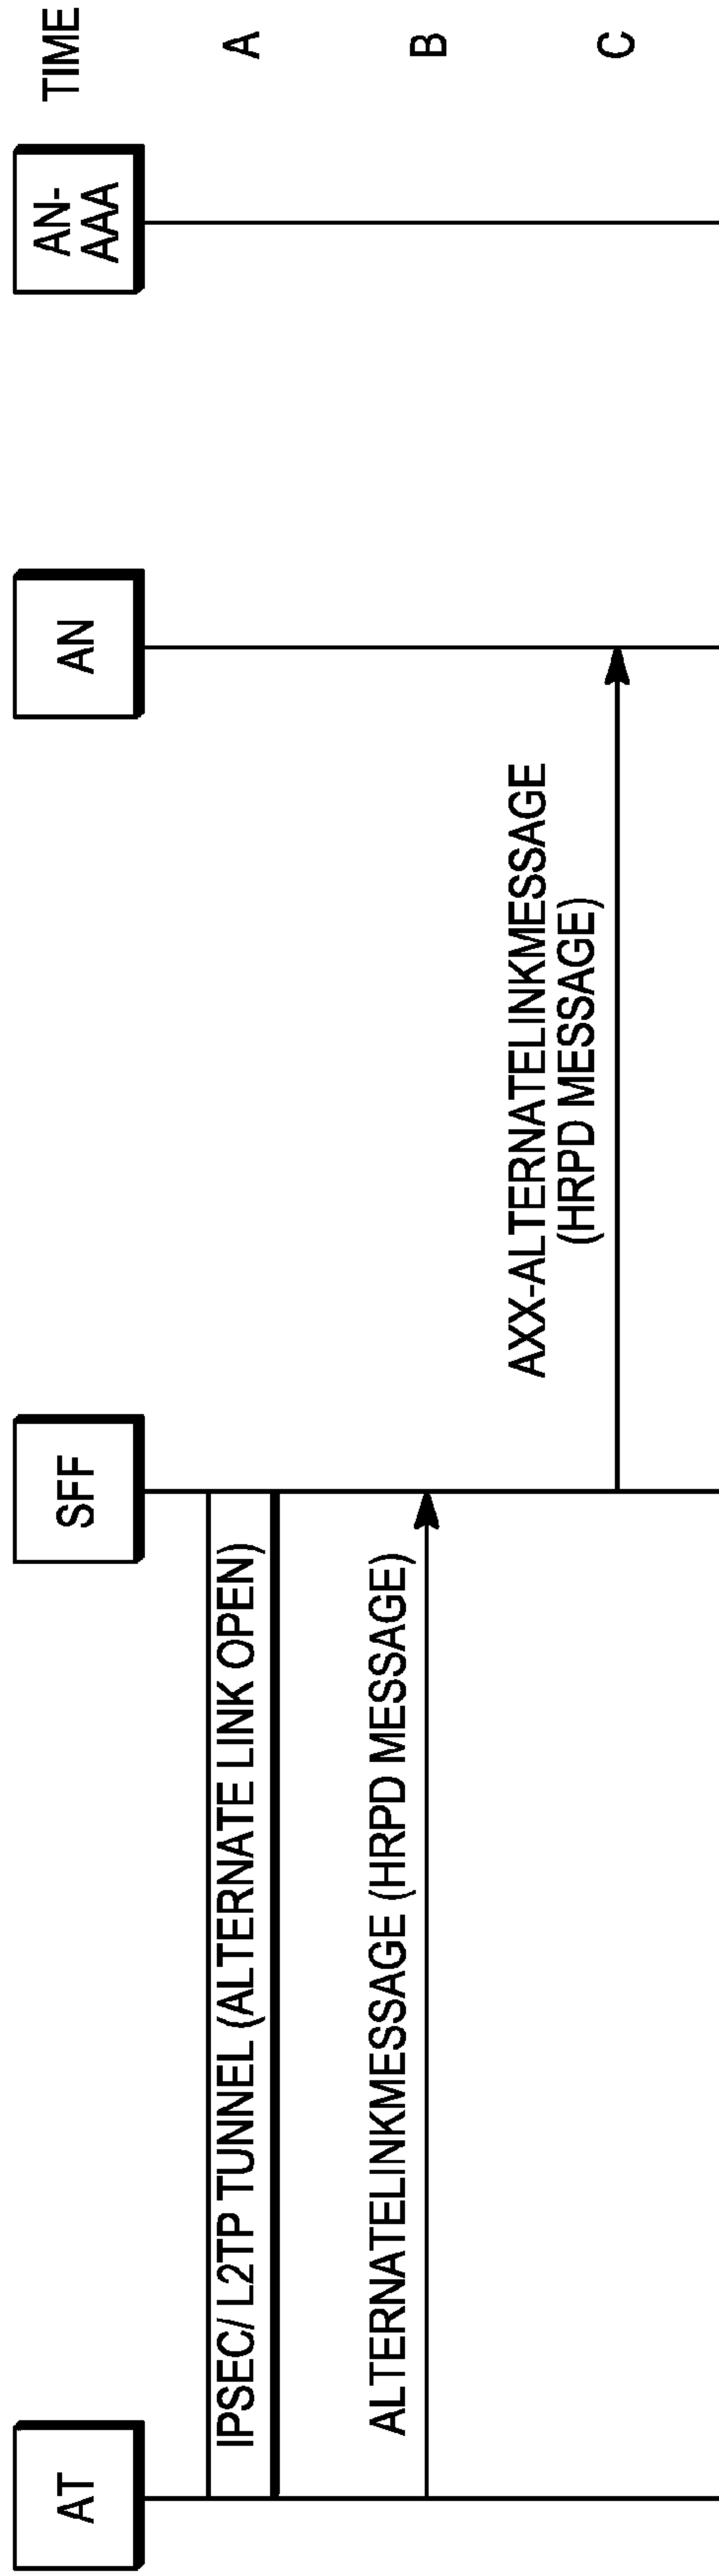 AT
SFF
AN
AN-
AAA
TIME
IPSEC/ L2TP TUNNEL (ALTERNATE LINK OPEN)
A
ALTERNATELINKMESSAGE (HRPD MESSAGE)
B
AXX-ALTERNATELINKMESSAGE
(HRPD MESSAGE)
C